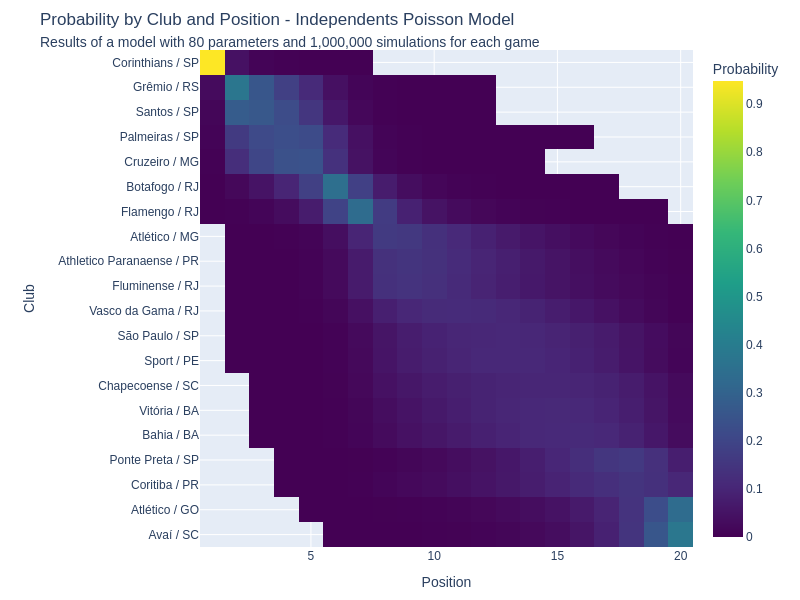 Probability by Club and Position - Independents Poisson Model
Results of a model with 80 parameters and 1,000,000 simulations for each game
Probability
Club
Corinthians / SP
Grêmio / RS
Santos / SP
Palmeiras / SP
Cruzeiro / MG
Botafogo / RJ
Flamengo / RJ
Atlético / MG
Athletico Paranaense / PR
Fluminense / RJ
Vasco da Gama / RJ
São Paulo / SP
Sport / PE
Chapecoense / SC
Vitória / BA
Bahia / BA
Ponte Preta / SP
Coritiba / PR
Atlético / GO
Avaí / SC
5
10
15
20
Position
0.9
0.8
0.7
0.6
0.5
0.4
0.3
0.2
0.1
0